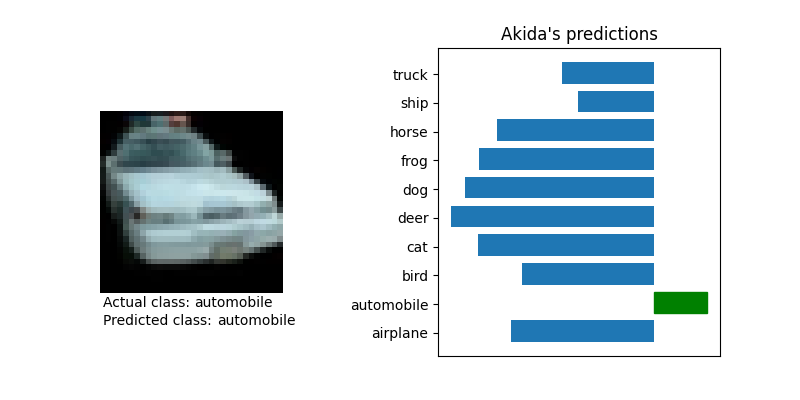 Akida's predictions
truck
ship
horse
frog
dog
deer
cat
bird
automobile
airplane
Actual class: automobile
Predicted class: automobile